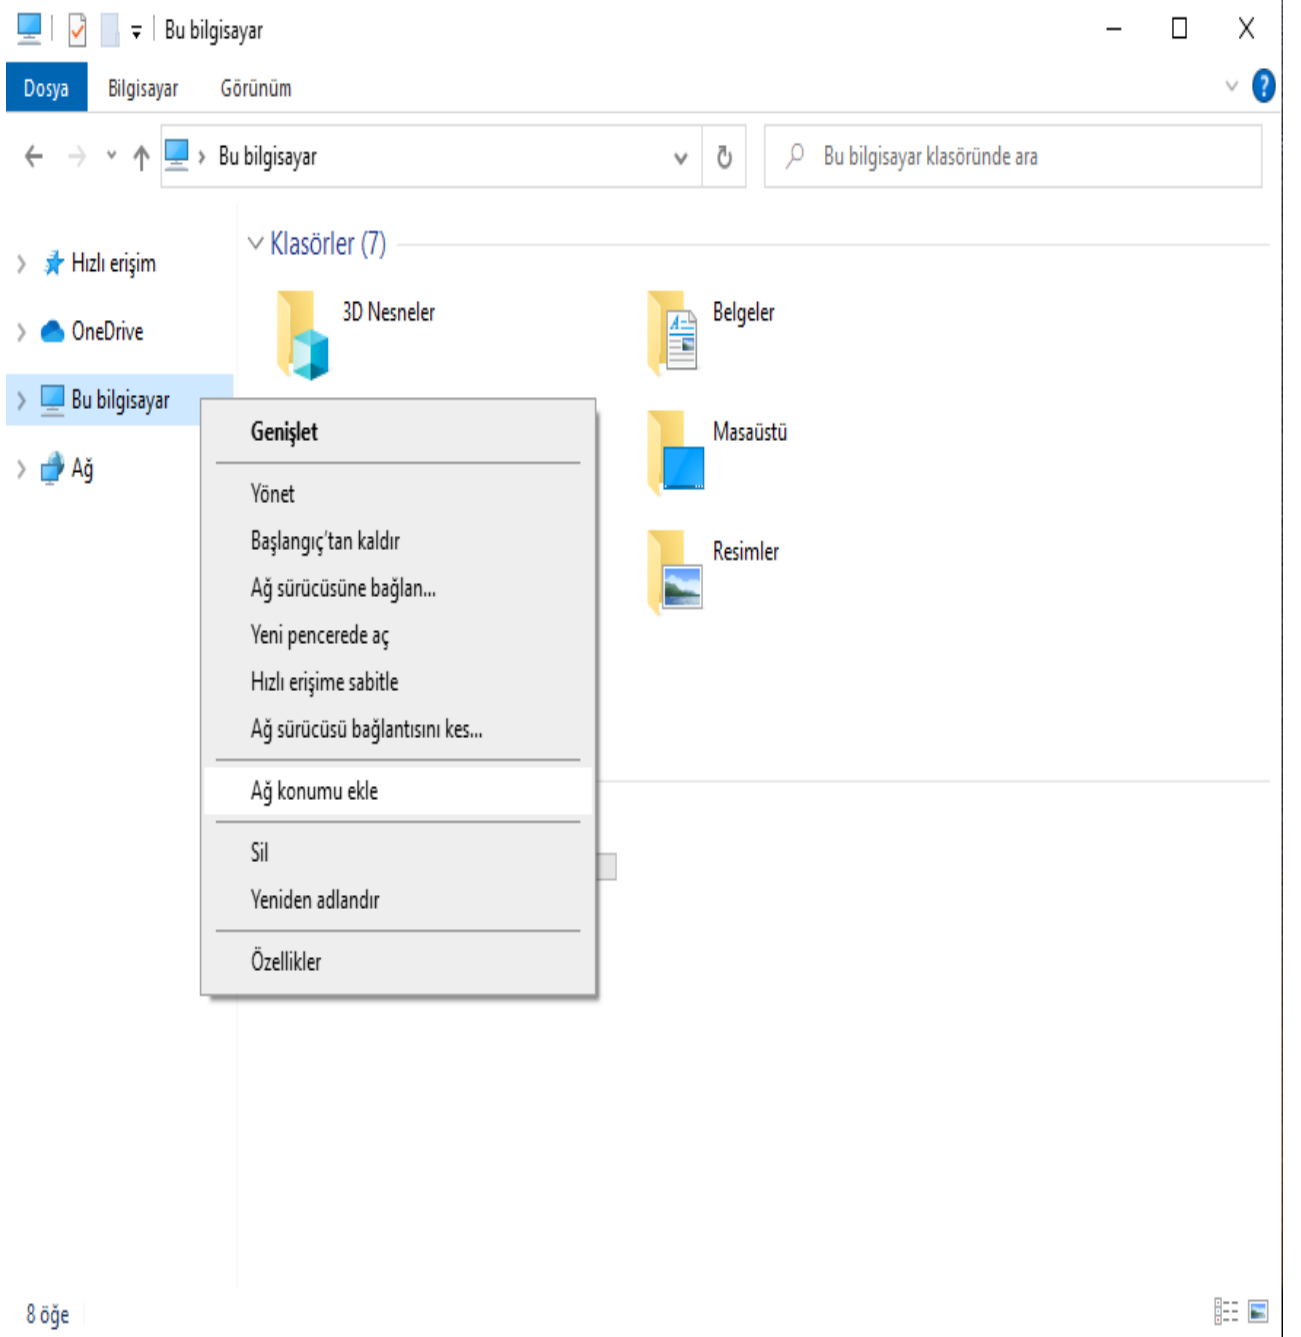 Bu bilgisayar
Dosya Bilgisayar Görünüm
Bu bilgisayar
Bu bilgisayar klasöründe ara
Hızlı erişim
OneDrive
Bu bilgisayar
Ağ
Klasörler (7)
3D Nesneler
Belgeler
Masaüstü
Resimler
Genişlet
Yönet
Başlangıç'tan kaldır
Ağ sürücüsüne bağlan...
Yeni pencerede aç
Hızlı erişime sabitle
Ağ sürücüsü bağlantısını kes...
Ağ konumu ekle
Sil
Yeniden adlandır
Özellikler
8 öğe